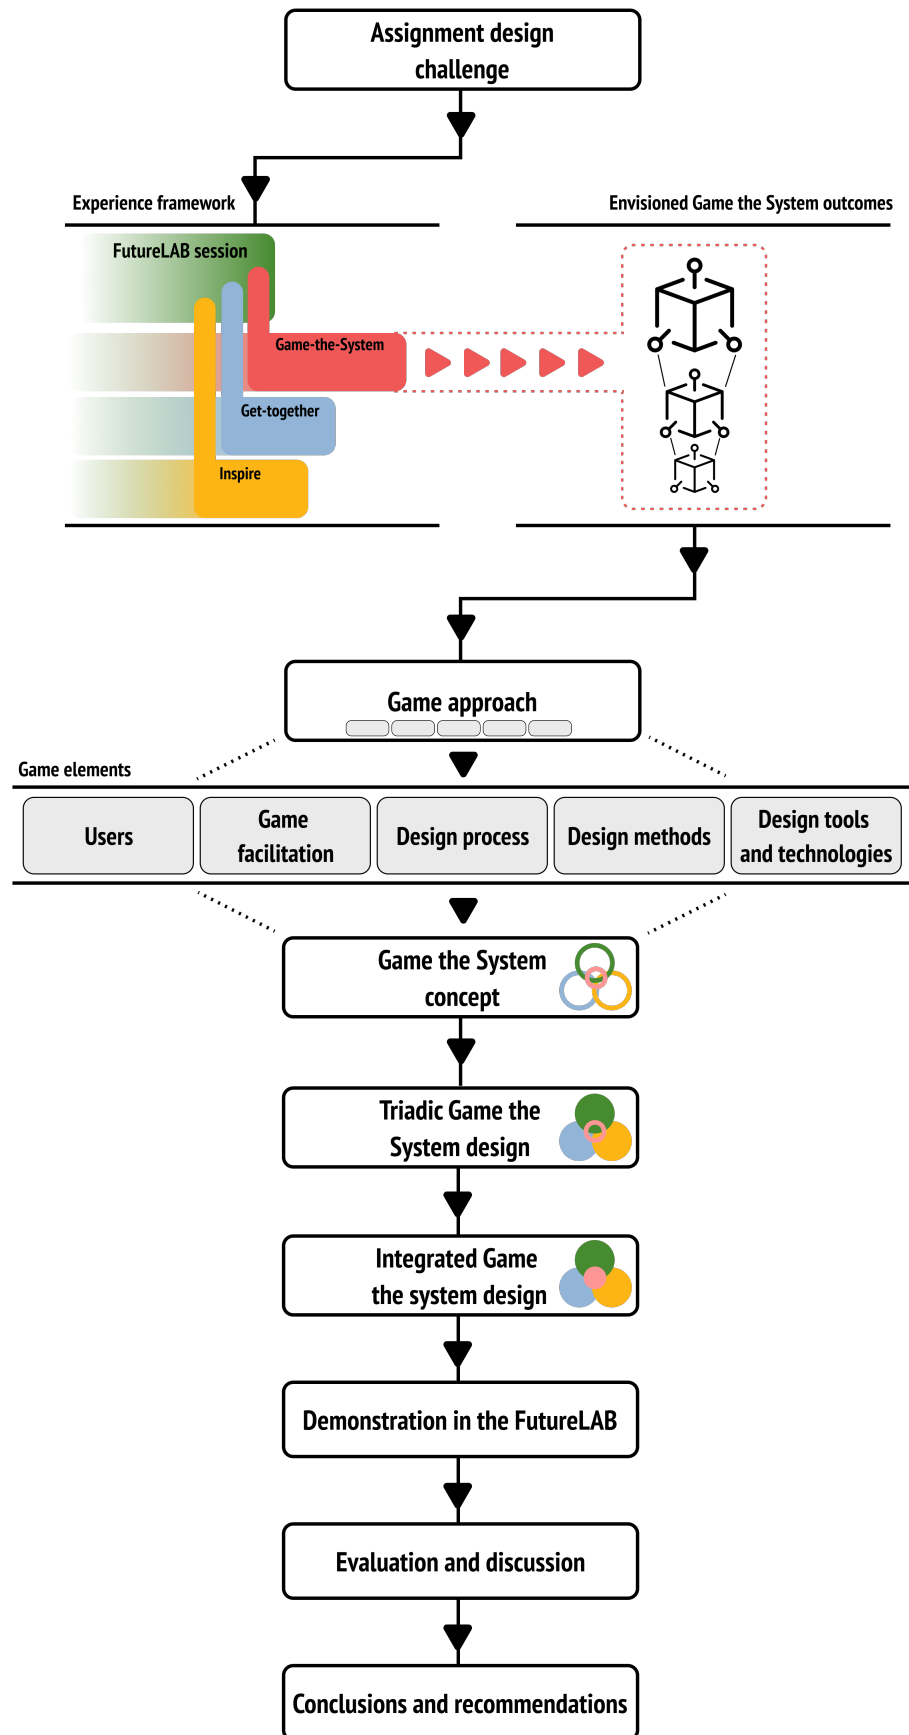 Assignment design
challenge
Experience framework
Envisioned Game the System outcomes
FutureLAB session
Game-the-System
Get-together
Inspire
Game approach
Game elements
Users
Game
facilitation
Design process
Design methods
Design tools
and technologies
Game the System
concept
Triadic Game the
System design
Integrated Game
the system design
Demonstration in the FutureLAB
Evaluation and discussion
Conclusions and recommendations